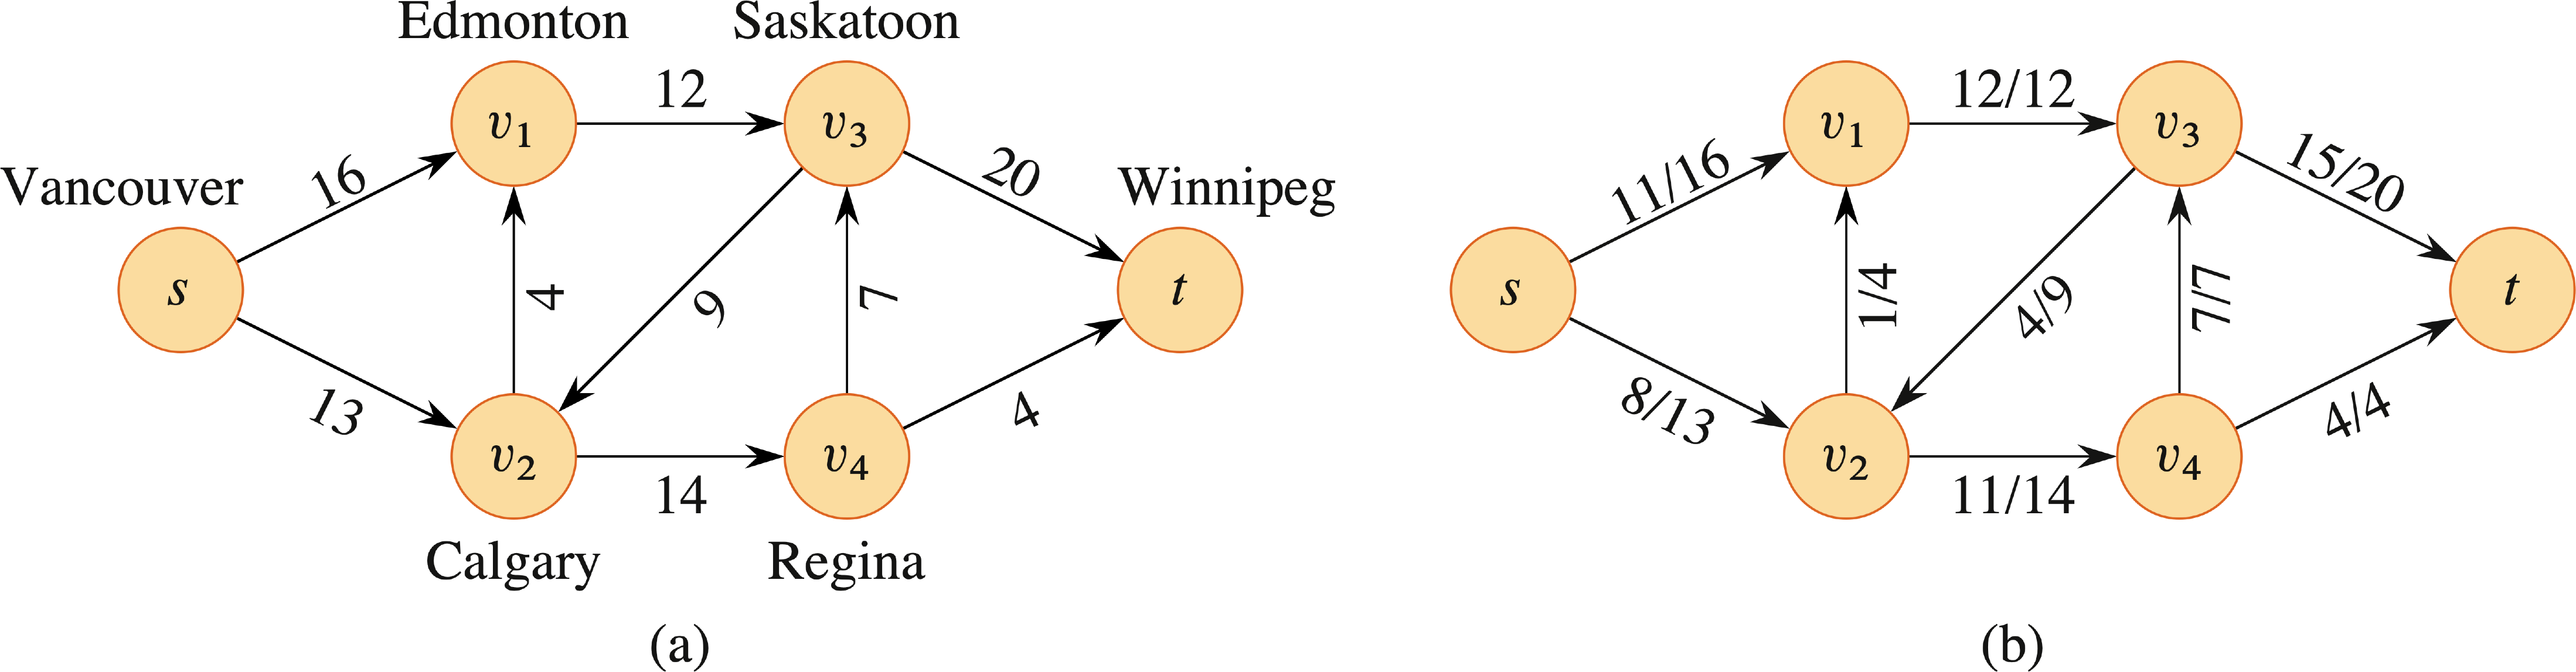 Edmonton
Saskatoon
v1
12
v3
16
20
Vancouver
Winnipeg
s
4
9
7
t
13
4
v2
14
v4
Calgary
Regina
(a)
v1
12/12
v3
11/16
15/20
s
1/4
4/9
7/7
t
8/13
4/4
v2
11/14
v4
(b)